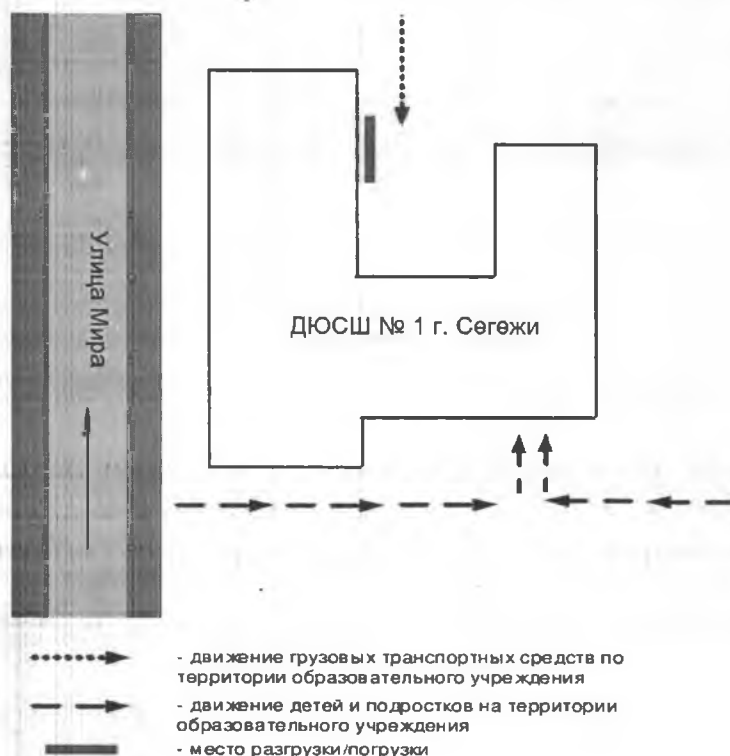 Улица Мира
ДЮСШ № 1 г. Сегежи
- движение грузовых транспортных средств по
территории образовательного учреждения
- движение детей и подростков на территории
образовательного учреждения
- место разгрузки/погрузки